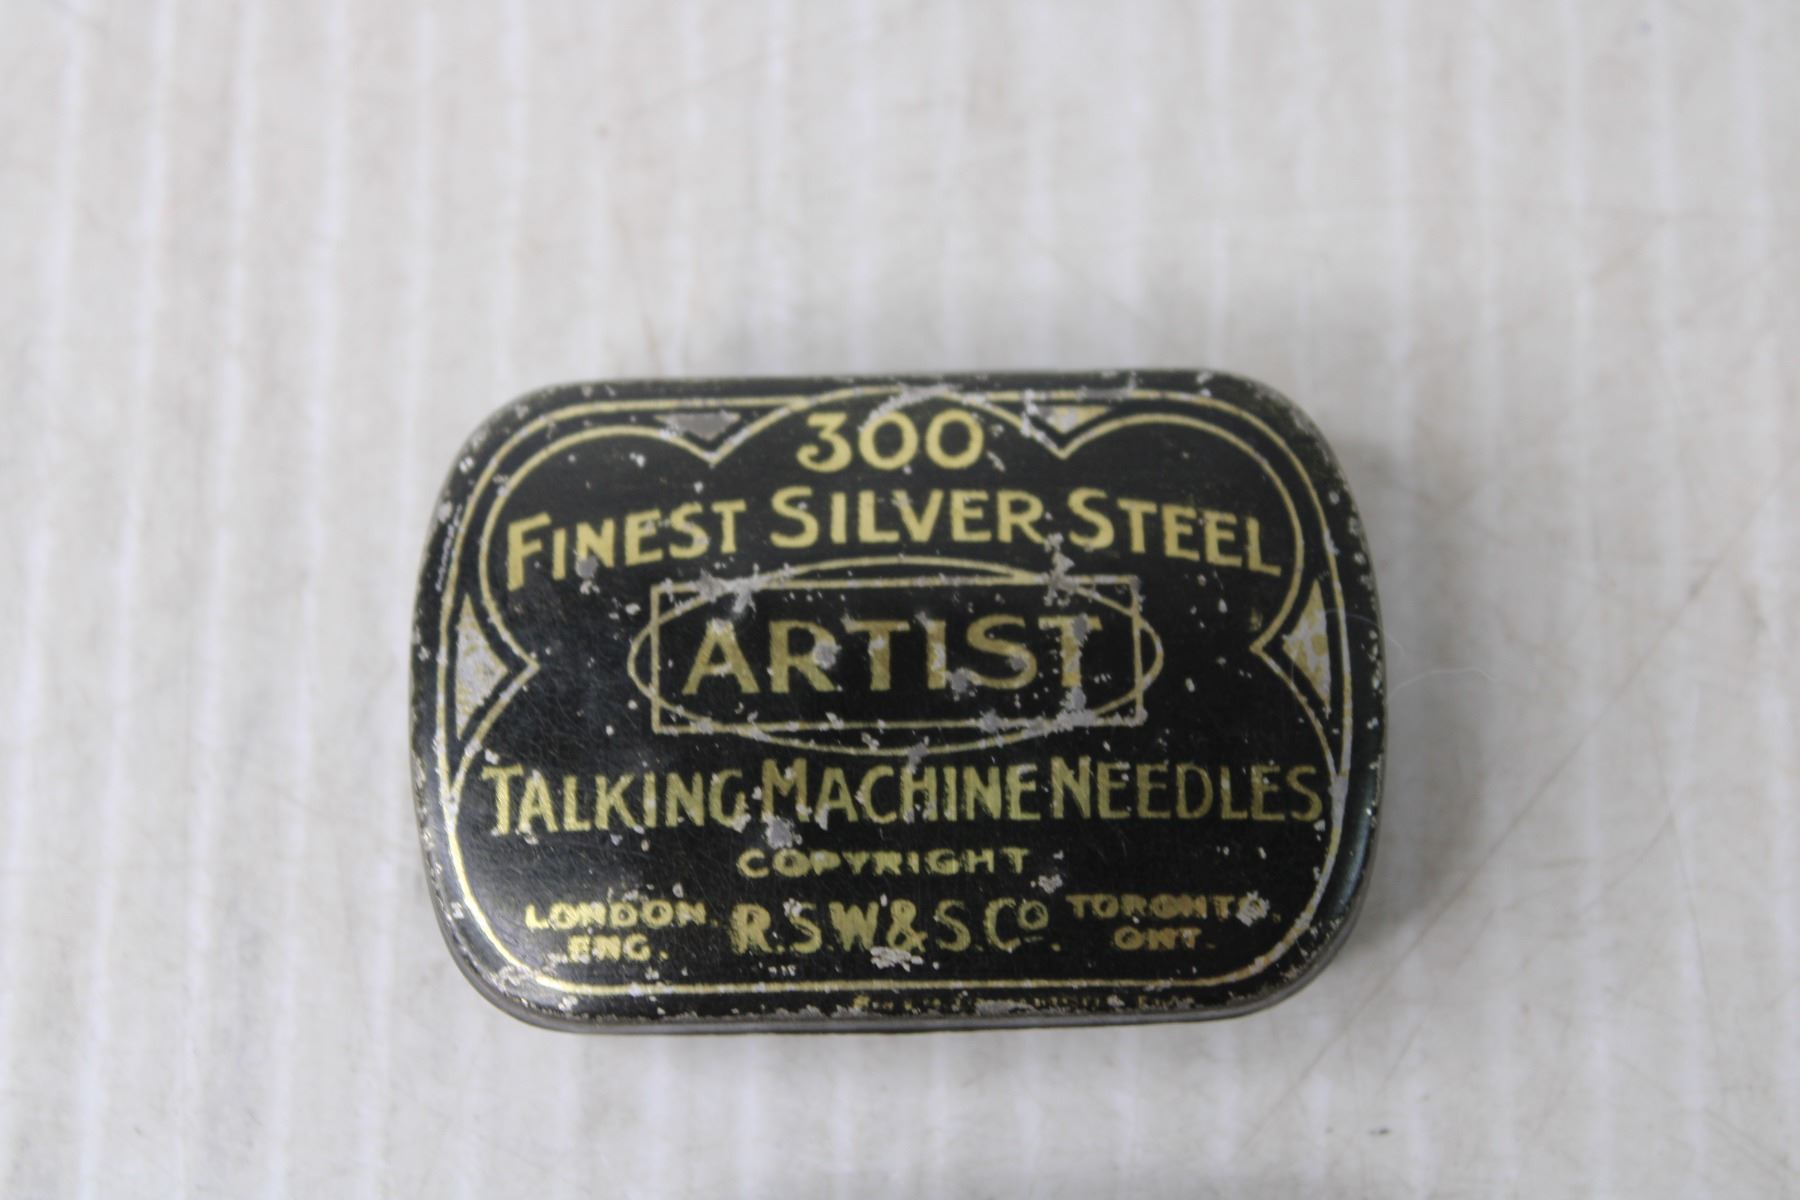 300
FINEST SILVER STEEL
ARTIST
TALKING MACHINE NEEDLES
COPYRIGHT
LONDON ENG. R.S.W.&S.Co. TORONTO. ONT.